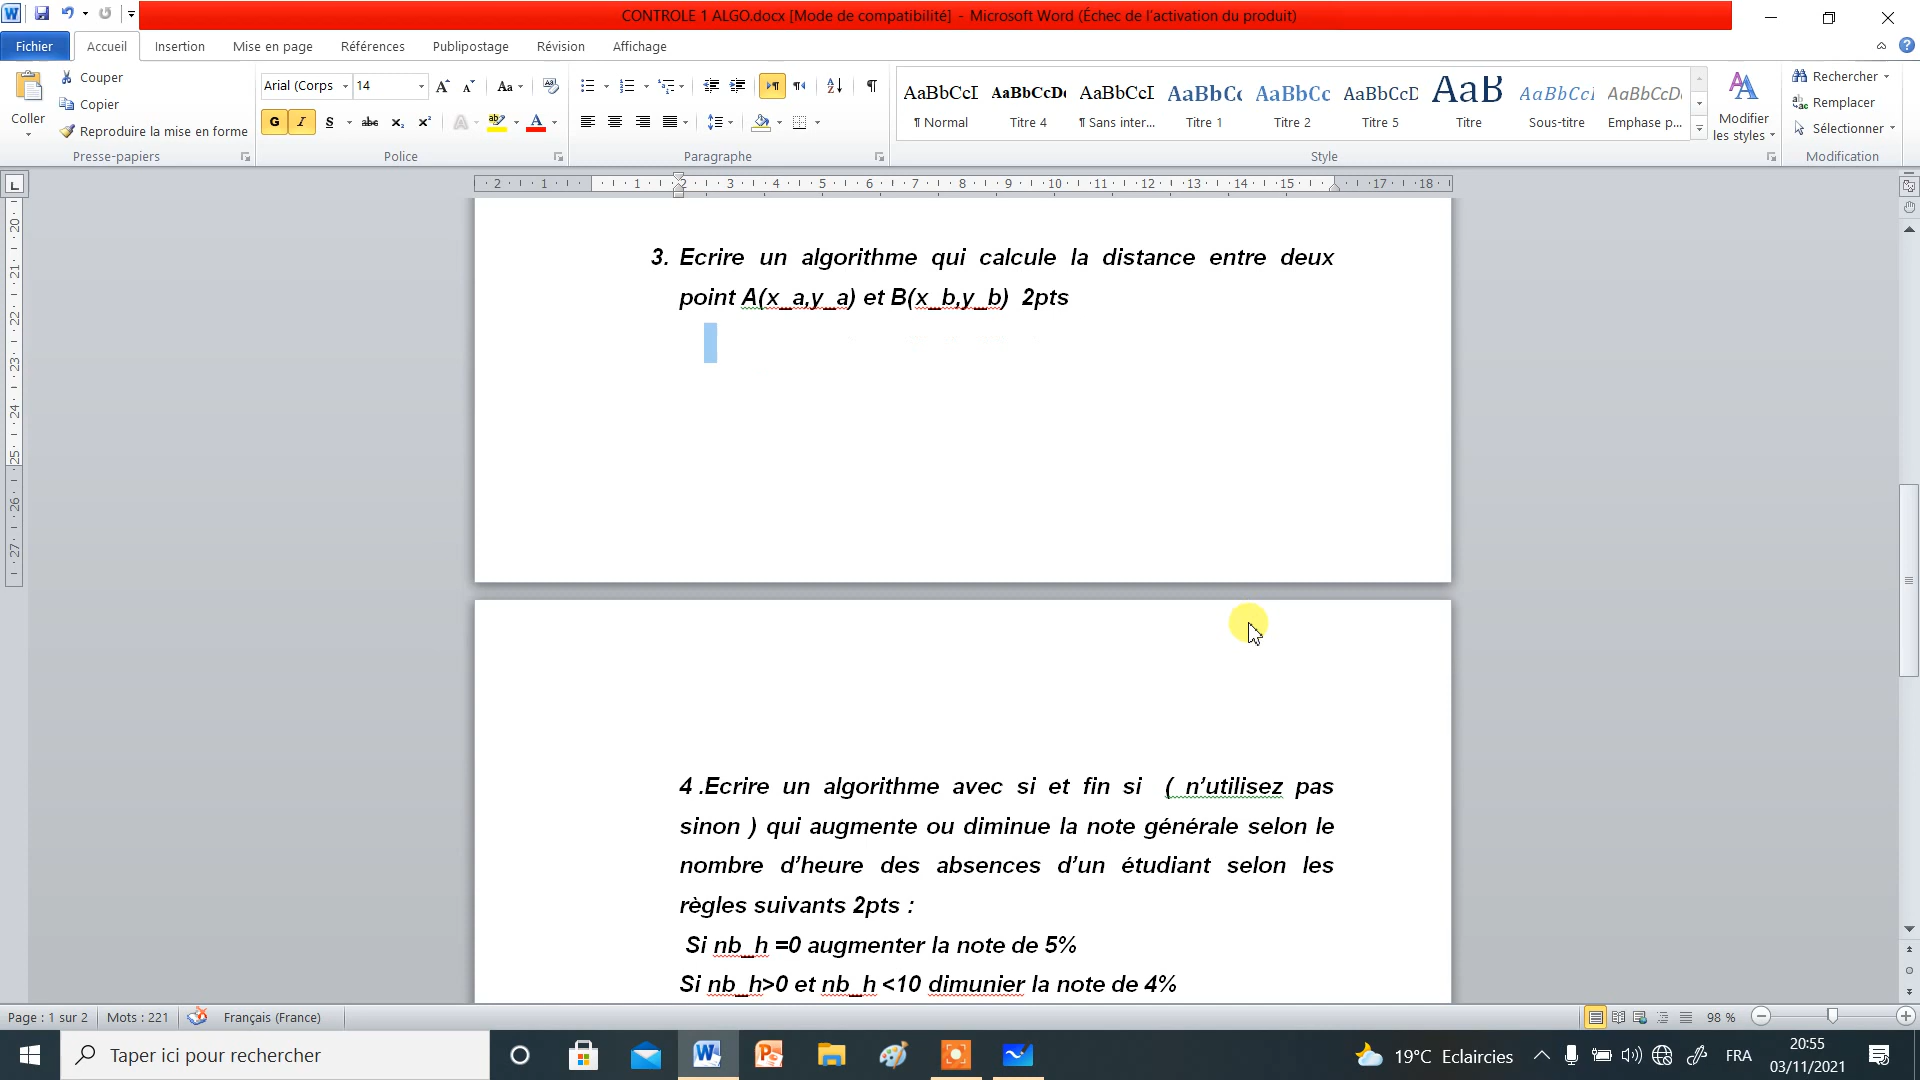 CONTROLE 1 ALGO.docx [Mode de compatibilité] - Microsoft Word (Échec de l'activation du produit)
Fichier Accueil Insertion Mise en page Références Publipostage Révision Affichage
Coller
Couper
Copier
Reproduire la mise en forme
Presse-papiers
Arial (Corps 14
G I S abc
Police
Paragraphe
AaBbCcI AaBbCcDc AaBbCcI AaBbCc AaBbCc AaBbCcD AaB AaBbCcI AaBbCcD
¶ Normal Titre 4 ¶ Sans inter... Titre 1 Titre 2 Titre 5 Titre Sous-titre Emphase p...
Style
Modifier les styles
Rechercher
Remplacer
Sélectionner
Modification
3. Ecrire un algorithme qui calcule la distance entre deux
point A(x_a,y_a) et B(x_b,y_b) 2pts
4 .Ecrire un algorithme avec si et fin si ( n'utilisez pas
sinon ) qui augmente ou diminue la note générale selon le
nombre d'heure des absences d'un étudiant selon les
règles suivants 2pts :
Si nb_h =0 augmenter la note de 5%
Si nb_h>0 et nb_h <10 dimunier la note de 4%
Page : 1 sur 2 Mots : 221 Français (France) 98 %
Taper ici pour rechercher
19°C Eclaircies FRA
20:55
03/11/2021